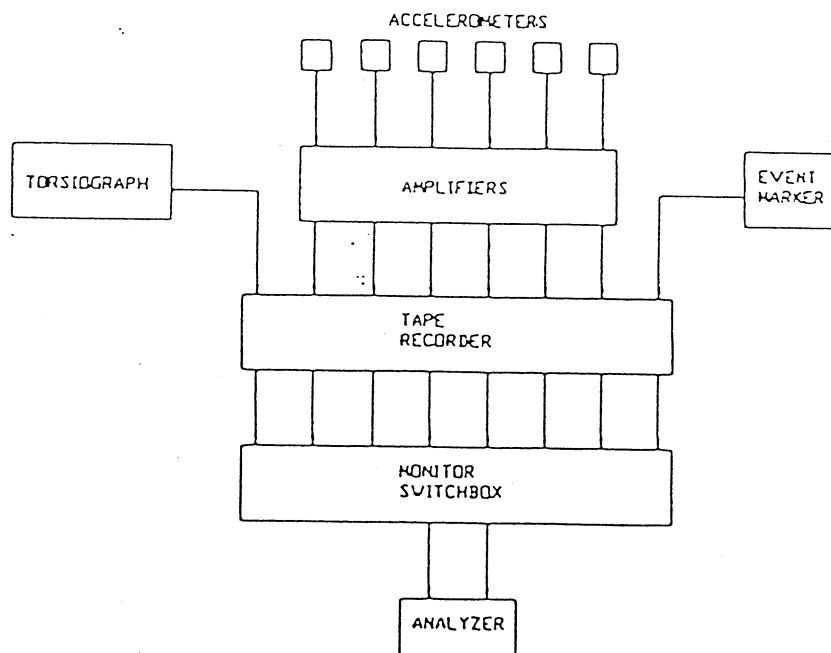 ACCELEROMETERS
TORSIOGRAPH
AMPLIFIERS
EVENT
MARKER
TAPE
RECORDER
MONITOR
SWITCHBOX
ANALYZER